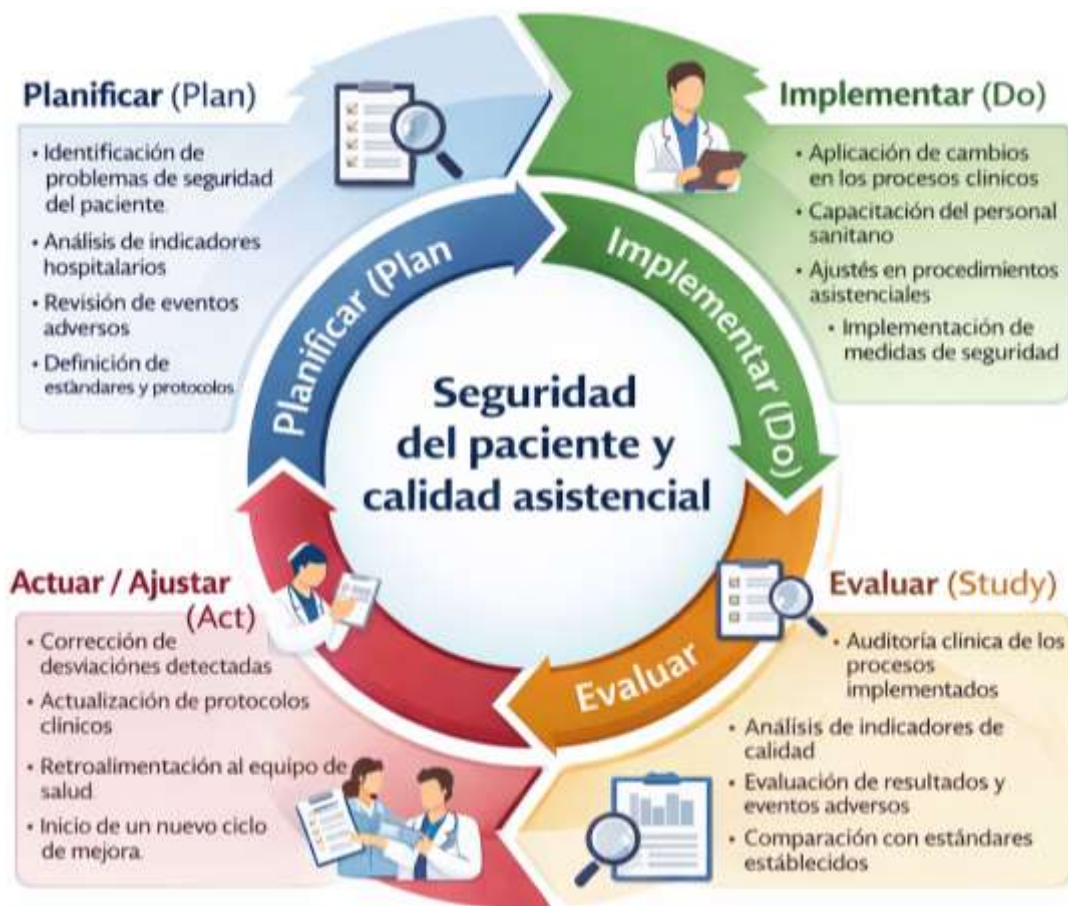 Planificar (Plan)
• Identificación de
problemas de seguridad
del paciente
• Análisis de indicadores
hospitalarios
• Revisión de eventos
adversos
• Definición de
estándares y protocolos
Implementar (Do)
• Aplicación de cambios
en los procesos clínicos
• Capacitación del personal
sanitano
• Ajustés en procedimientos
asistenciales
• Implementación de
medidas de seguridad
Planificar (Plan
Implementar (Do)
Seguridad
del paciente y
calidad asistencial
Evaluar
Actuar / Ajustar
(Act)
• Corrección de
desviaciónes detectadas
• Actualización de protocolos
clínicos
• Retroalimentación al equipo de
salud
• Inicio de un nuevo ciclo
de mejora.
Evaluar (Study)
• Auditoría clinica de los
procesos
implementados
• Análisis de indicadores de
calidad
• Evaluación de resultados y
eventos adversos
• Comparación con estándares
estáblecidos